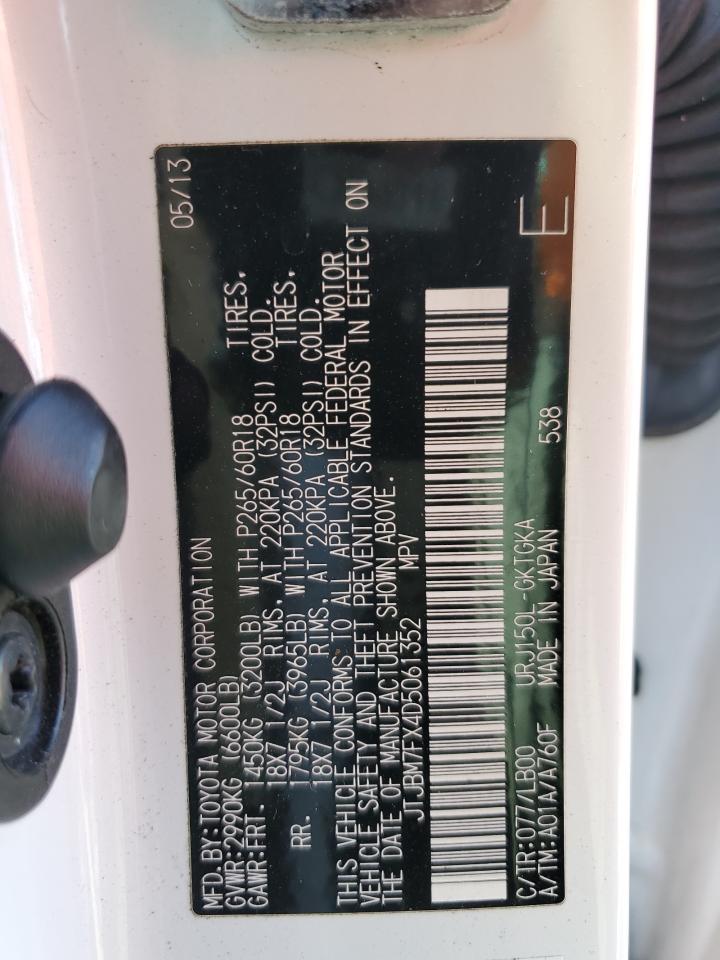 MFD. BY: TOYOTA MOTOR CORPORATION 05/13
GVWR: 2990KG (6600LB)
GAWR: FRT. 1450KG (3200LB) WITH P265/60R18 TIRES,
18X7 1/2J RIMS, AT 220KPA (32PSI) COLD.
RR. 1795KG (3965LB) WITH P265/60R18 TIRES,
18X7 1/2J RIMS, AT 220KPA (32PSI) COLD.
THIS VEHICLE CONFORMS TO ALL APPLICABLE FEDERAL MOTOR
VEHICLE SAFETY AND THEFT PREVENTION STANDARDS IN EFFECT ON
THE DATE OF MANUFACTURE SHOWN ABOVE.
JTJBM7FX4D5061352 MPV
C/TR: 077/LB00 URJ150L-GKTGKA
A/TM: A01A/A760F MADE IN JAPAN 538
E